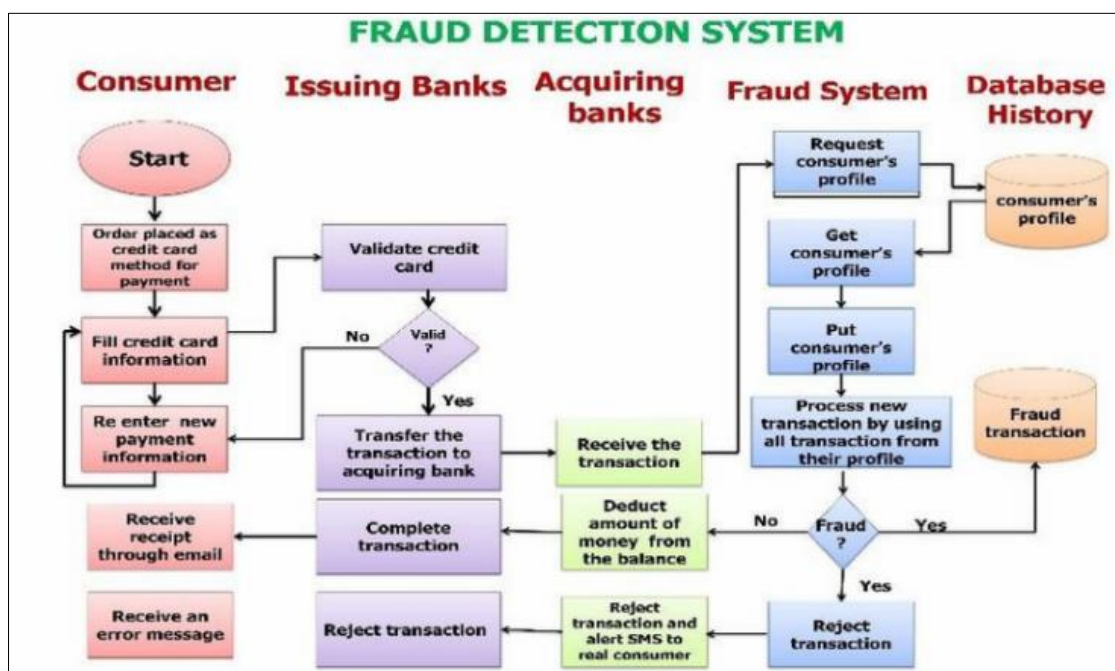 FRAUD DETECTION SYSTEM
Consumer
Issuing Banks
Acquiring
banks
Fraud System
Database
History
Start
Order placed as
credit card
method for
payment
Fill credit card
information
Re enter new
payment
information
Receive
receipt
through email
Receive an
error message
Validate credit
card
Valid
?
No
Yes
Transfer the
transaction to
acquiring bank
Complete
transaction
Reject transaction
Receive the
transaction
Deduct
amount of
money from
the balance
Reject
transaction and
alert SMS to
real consumer
Request
consumer's
profile
Get
consumer's
profile
Put
consumer's
profile
Process new
transaction by using
all transaction from
their profile
Fraud
?
No
Yes
Yes
Reject
transaction
consumer's
profile
Fraud
transaction